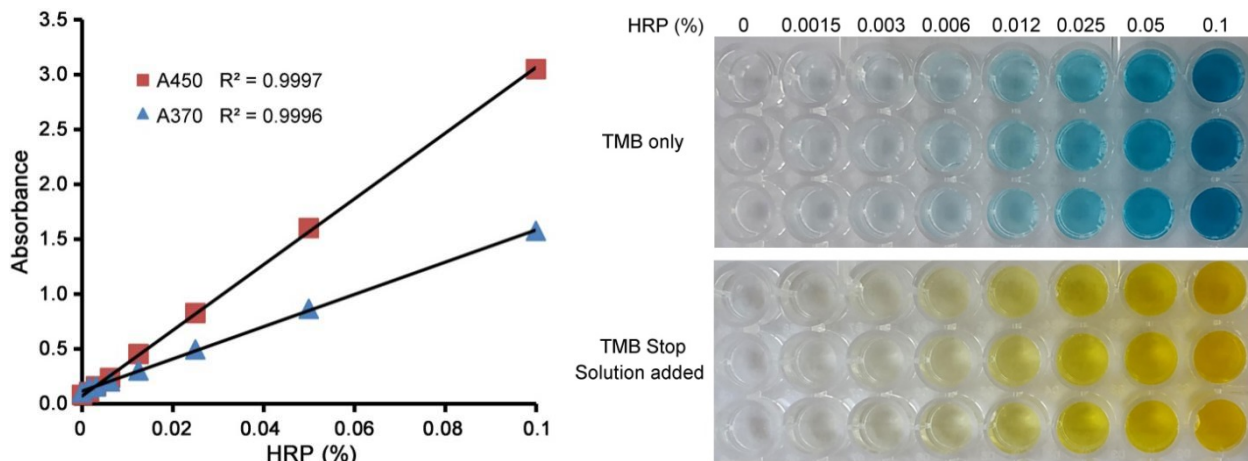 3.5
3.0
2.5
2.0
1.5
1.0
0.5
0.0
Absorbance
A450 R² = 0.9997
A370 R² = 0.9996
0 0.02 0.04 0.06 0.08 0.1
HRP (%)
HRP (%) 0 0.0015 0.003 0.006 0.012 0.025 0.05 0.1
TMB only
TMB Stop
Solution added